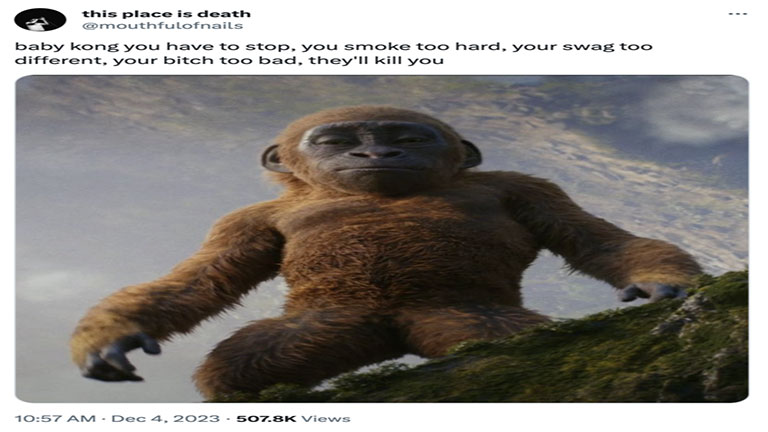 this place is death
@mouthfulofnails
baby kong you have to stop, you smoke too hard, your swag too
different, your bitch too bad, they'll kill you
10:57 AM · Dec 4, 2023 · 507.8K Views